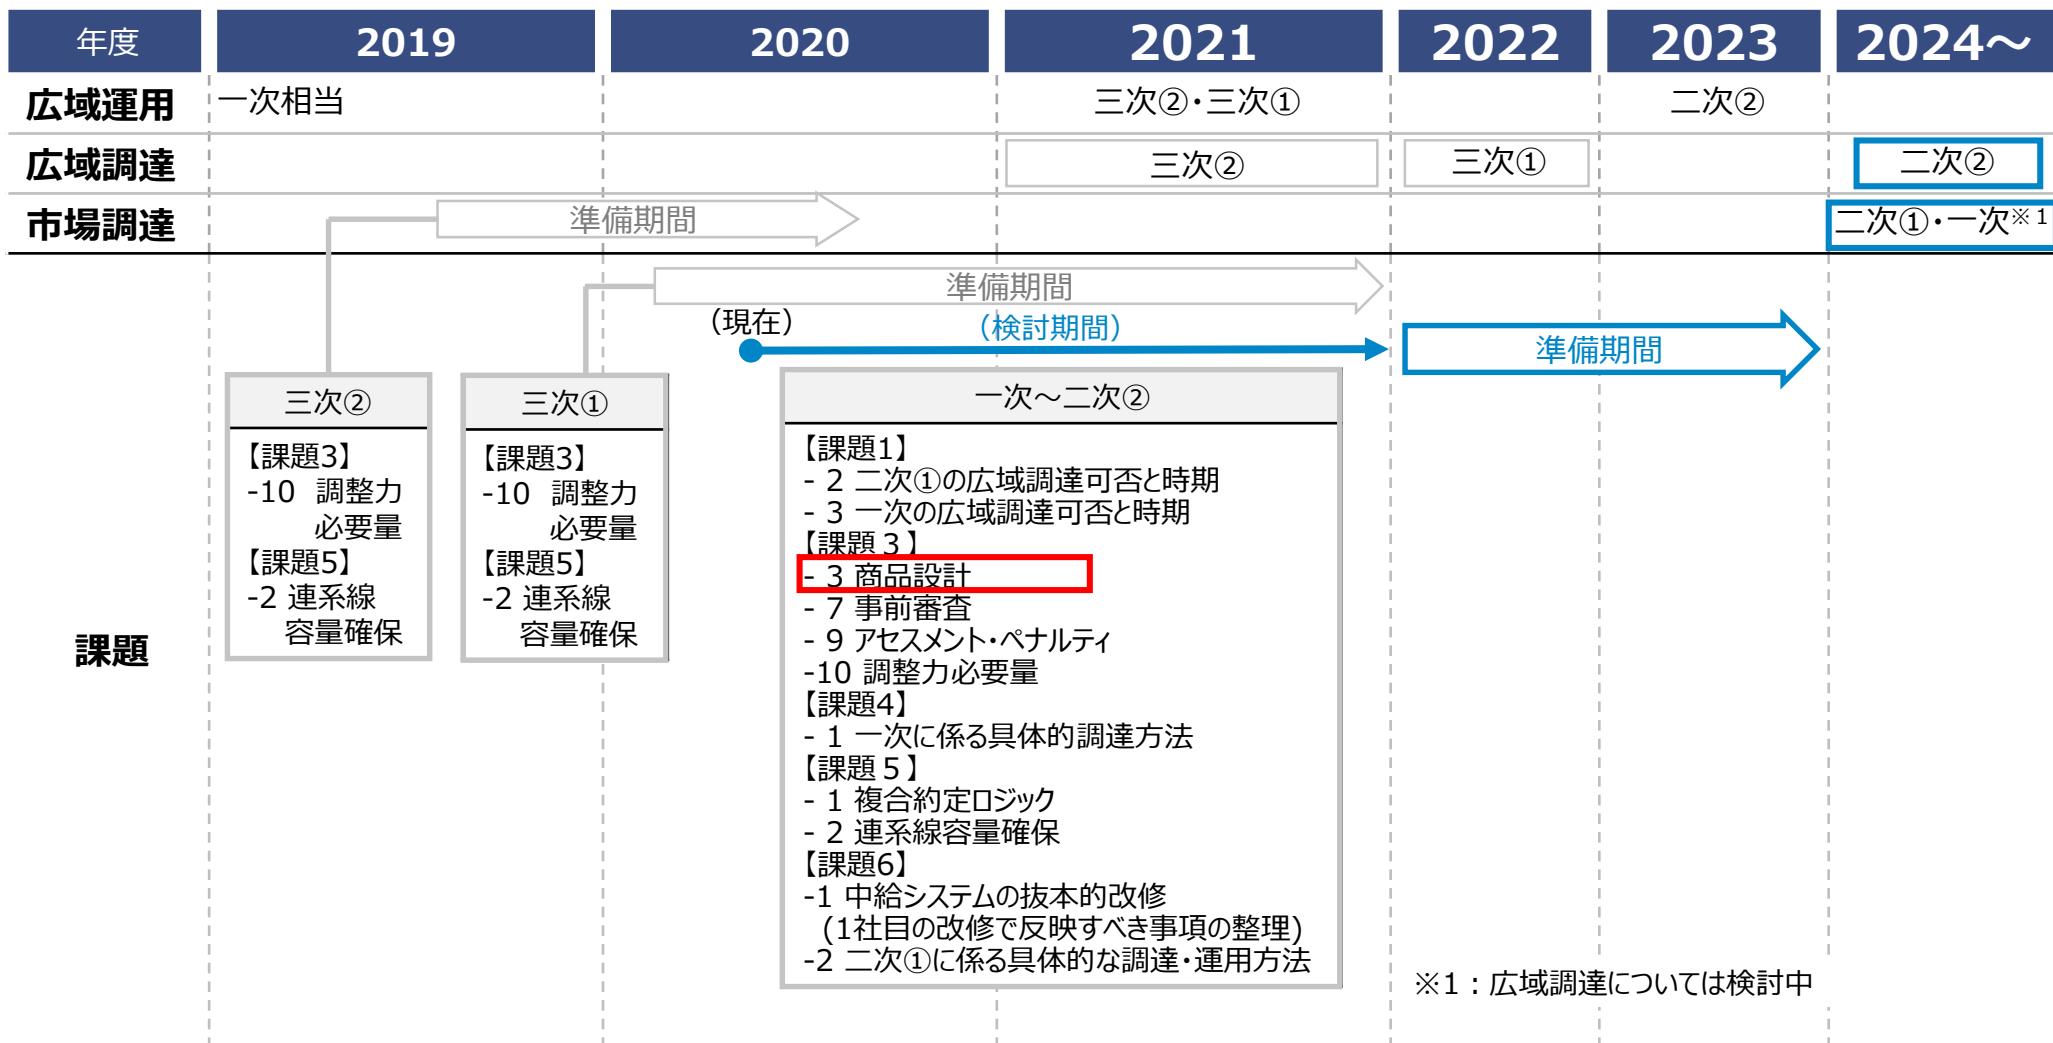 年度 2019 2020 2021 2022 2023 2024～
広域運用 一次相当 三次②・三次① 二次②
広域調達 三次② 三次① 二次②
市場調達 準備期間 二次①・一次※1
準備期間
（現在） （検討期間）
準備期間
課題
三次②
【課題3】
-10 調整力
必要量
【課題5】
-2 連系線
容量確保
三次①
【課題3】
-10 調整力
必要量
【課題5】
-2 連系線
容量確保
一次～二次②
【課題1】
- 2 二次①の広域調達可否と時期
- 3 一次の広域調達可否と時期
【課題３】
- 3 商品設計
- 7 事前審査
- 9 アセスメント・ペナルティ
-10 調整力必要量
【課題4】
- 1 一次に係る具体的調達方法
【課題５】
- 1 複合約定ロジック
- 2 連系線容量確保
【課題6】
-1 中給システムの抜本的改修
(1社目の改修で反映すべき事項の整理)
-2 二次①に係る具体的な調達・運用方法
※1：広域調達については検討中